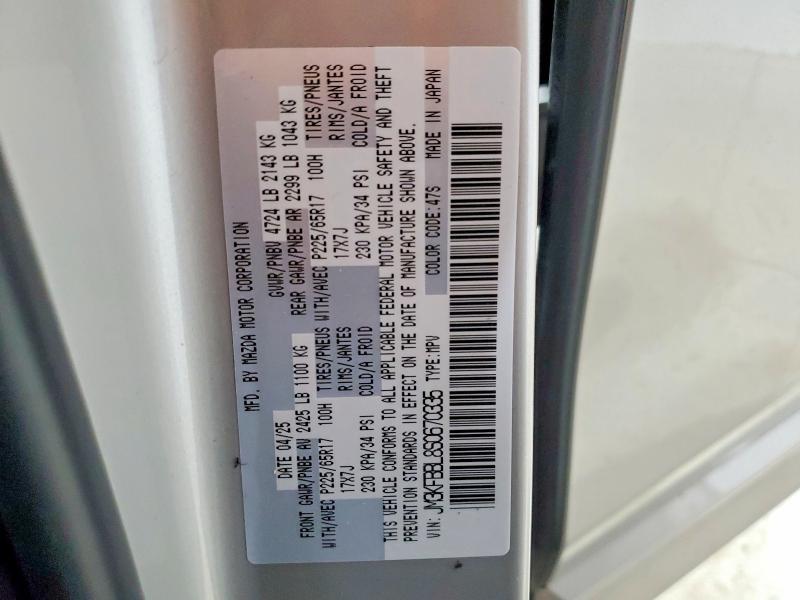 MFD. BY MAZDA MOTOR CORPORATION
DATE 04/25 GVWR/PNBV 4724 LB 2143 KG
FRONT GAWR/PNBE AV 2425 LB 1100 KG REAR GAWR/PNBE AR 2299 LB 1043 KG
WITH/AVEC P225/65R17 100H TIRES/PNEUS WITH/AVEC P225/65R17 100H TIRES/PNEUS
17X7J RIMS/JANTES 17X7J RIMS/JANTES
230 KPA/34 PSI COLD/A FROID 230 KPA/34 PSI COLD/A FROID
THIS VEHICLE CONFORMS TO ALL APPLICABLE FEDERAL MOTOR VEHICLE SAFETY AND THEFT
PREVENTION STANDARDS IN EFFECT ON THE DATE OF MANUFACTURE SHOWN ABOVE.
VIN: JM3KFBBL8S0670335 TYPE:MPV COLOR CODE:47S MADE IN JAPAN